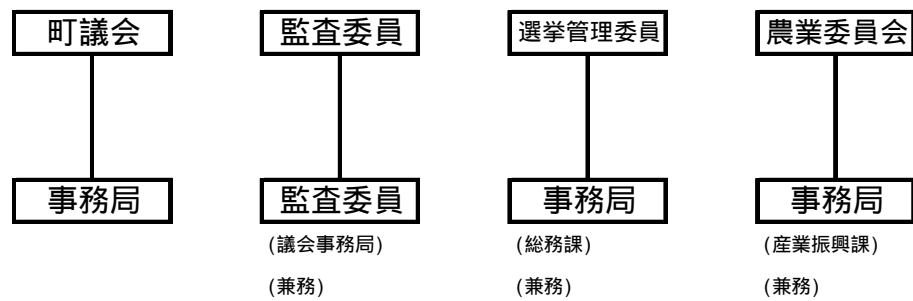 町議会 監査委員 選挙管理委員 農業委員会
事務局 監査委員 事務局 事務局
(議会事務局) (総務課) (産業振興課)
(兼務) (兼務) (兼務)